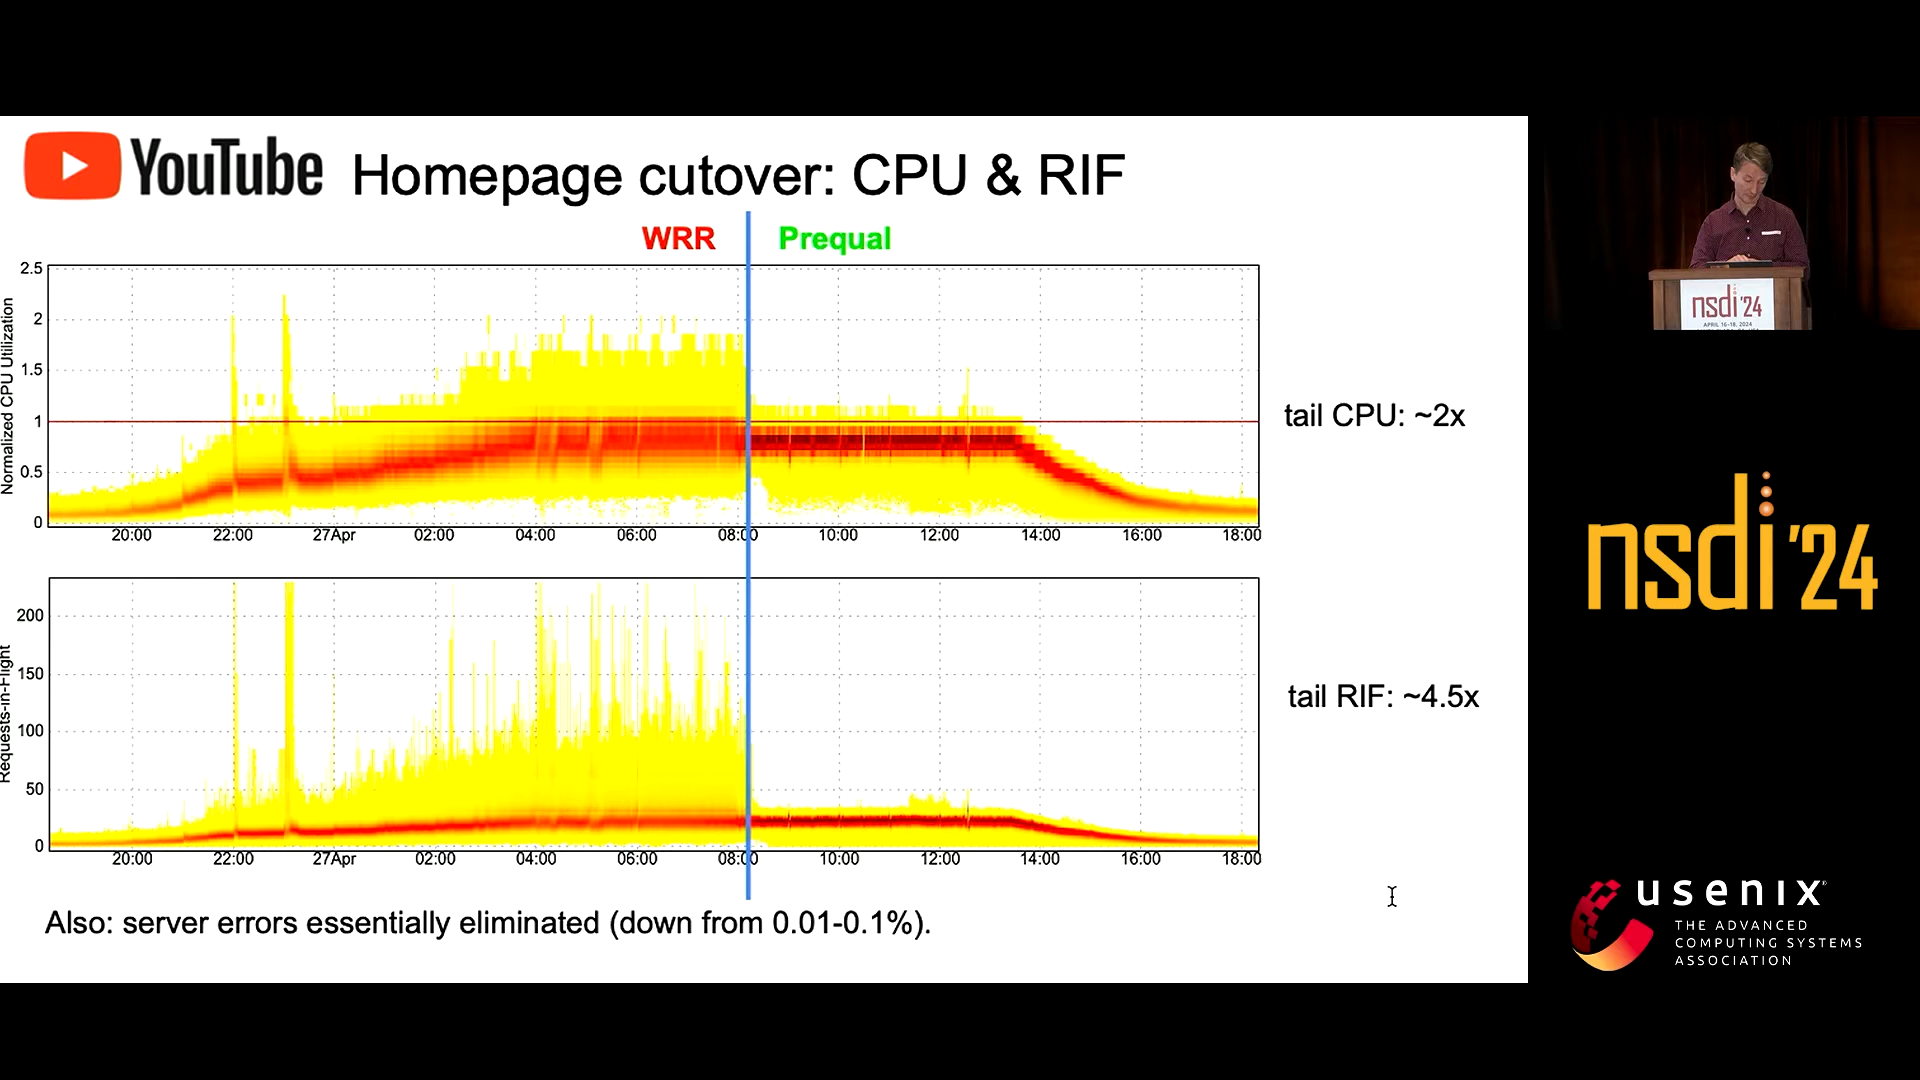 YouTube Homepage cutover: CPU & RIF
WRR Prequal
Normalized CPU Utilization
2.5
2
1.5
1
0.5
0
20:00 22:00 27Apr 02:00 04:00 06:00 08:00 10:00 12:00 14:00 16:00 18:00
tail CPU: ~2x
Requests-in-Flight
200
150
100
50
0
20:00 22:00 27Apr 02:00 04:00 06:00 08:00 10:00 12:00 14:00 16:00 18:00
tail RIF: ~4.5x
Also: server errors essentially eliminated (down from 0.01-0.1%).
nsdi '24
APRIL 16-18, 2024
nsdi '24
usenix
THE ADVANCED
COMPUTING SYSTEMS
ASSOCIATION